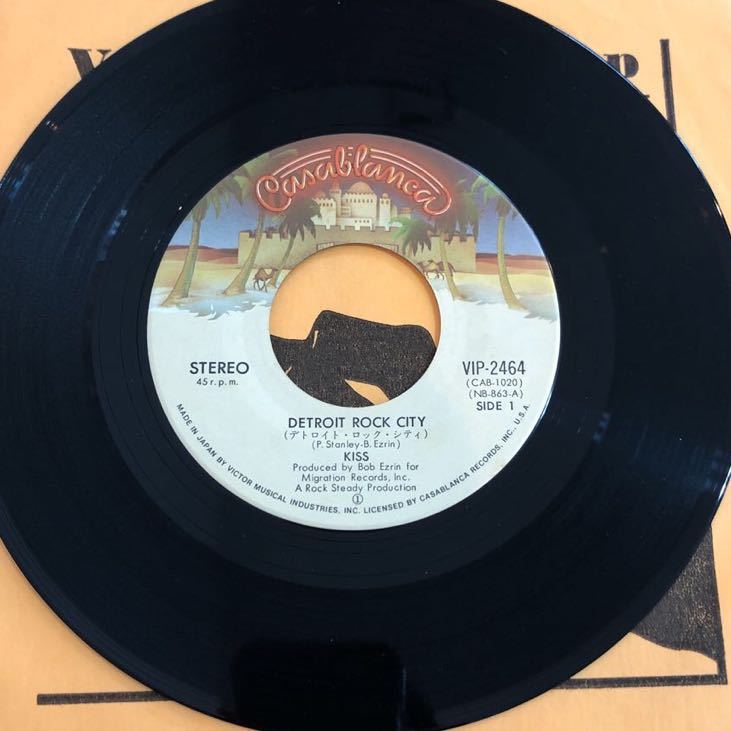 Casablanca
STEREO
45 r.p.m.
VIP-2464
(CAB-1020)
(NB-863-A)
SIDE 1
DETROIT ROCK CITY
(デトロイト・ロック・シティ)
(P. Stanley-B. Ezrin)
KISS
Produced by Bob Ezrin for
Migration Records, Inc.
A Rock Steady Production
①
MADE IN JAPAN BY VICTOR MUSICAL INDUSTRIES, INC. LICENSED BY CASABLANCA RECORDS, INC., U.S.A.